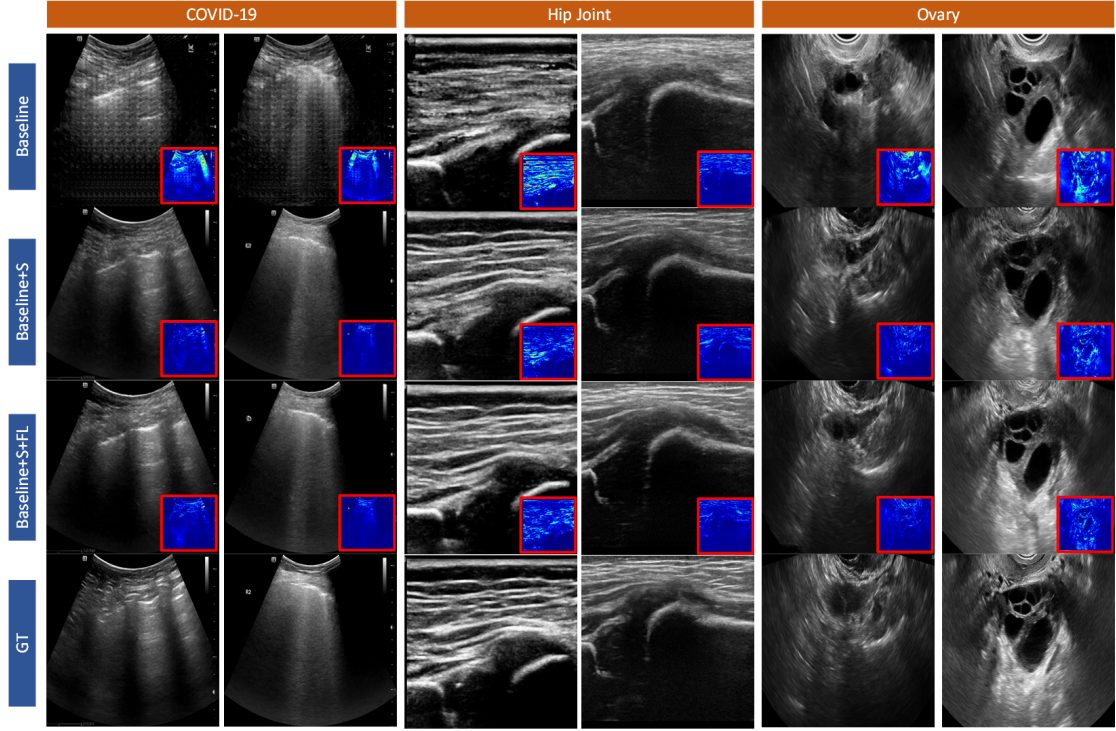 COVID-19
Hip Joint
Ovary
Baseline
Baseline+S
Baseline+S+FL
GT